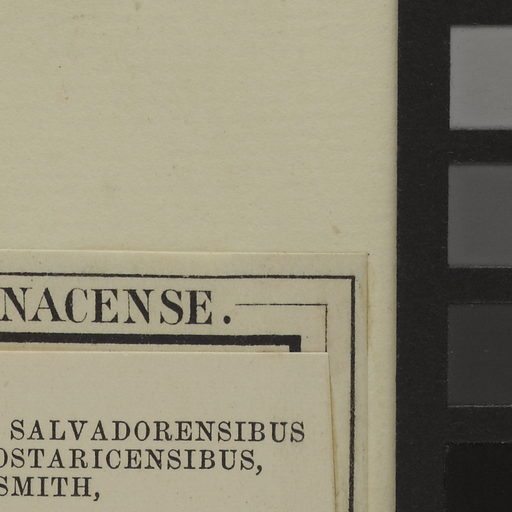 NACENSE.
SALVADORENSIBUS
OSTARICENSIBUS,
SMITH,